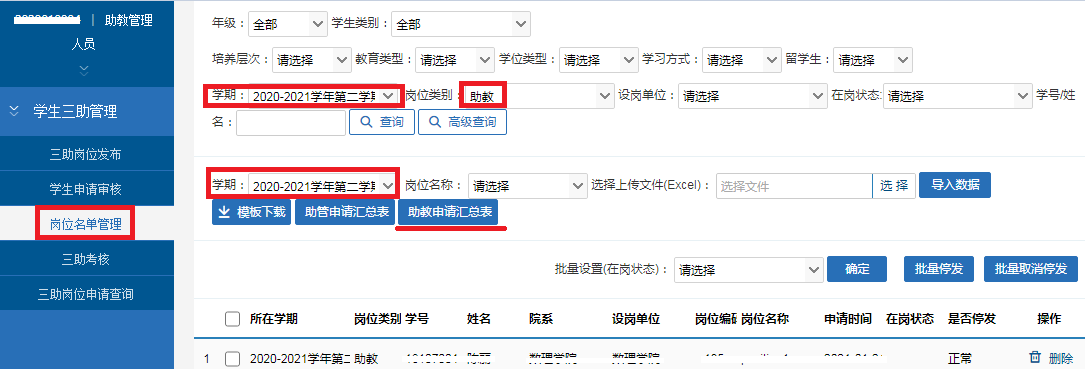 助教管理
人员
学生三助管理
三助岗位发布
学生申请审核
岗位名单管理
三助考核
三助岗位申请查询
年级： 全部 学生类别： 全部
培养层次： 请选择 教育类型： 请选择 学位类型： 请选择 学习方式： 请选择 留学生： 请选择
学期： 2020-2021学年第二学期 岗位类别： 助教 设岗单位： 请选择 在岗状态: 请选择 学号/姓
名： 查询 高级查询
学期： 2020-2021学年第二学期 岗位名称： 请选择 选择上传文件(Excel)： 选择文件 选 择 导入数据
模板下载 助管申请汇总表 助教申请汇总表
批量设置(在岗状态)： 请选择 确定 批量停发 批量取消停发
所在学期 岗位类别 学号 姓名 院系 设岗单位 岗位编码 岗位名称 申请时间 在岗状态 是否停发 操作
1 2020-2021学年第二 助教 数理学院 数理学院 正常 删除